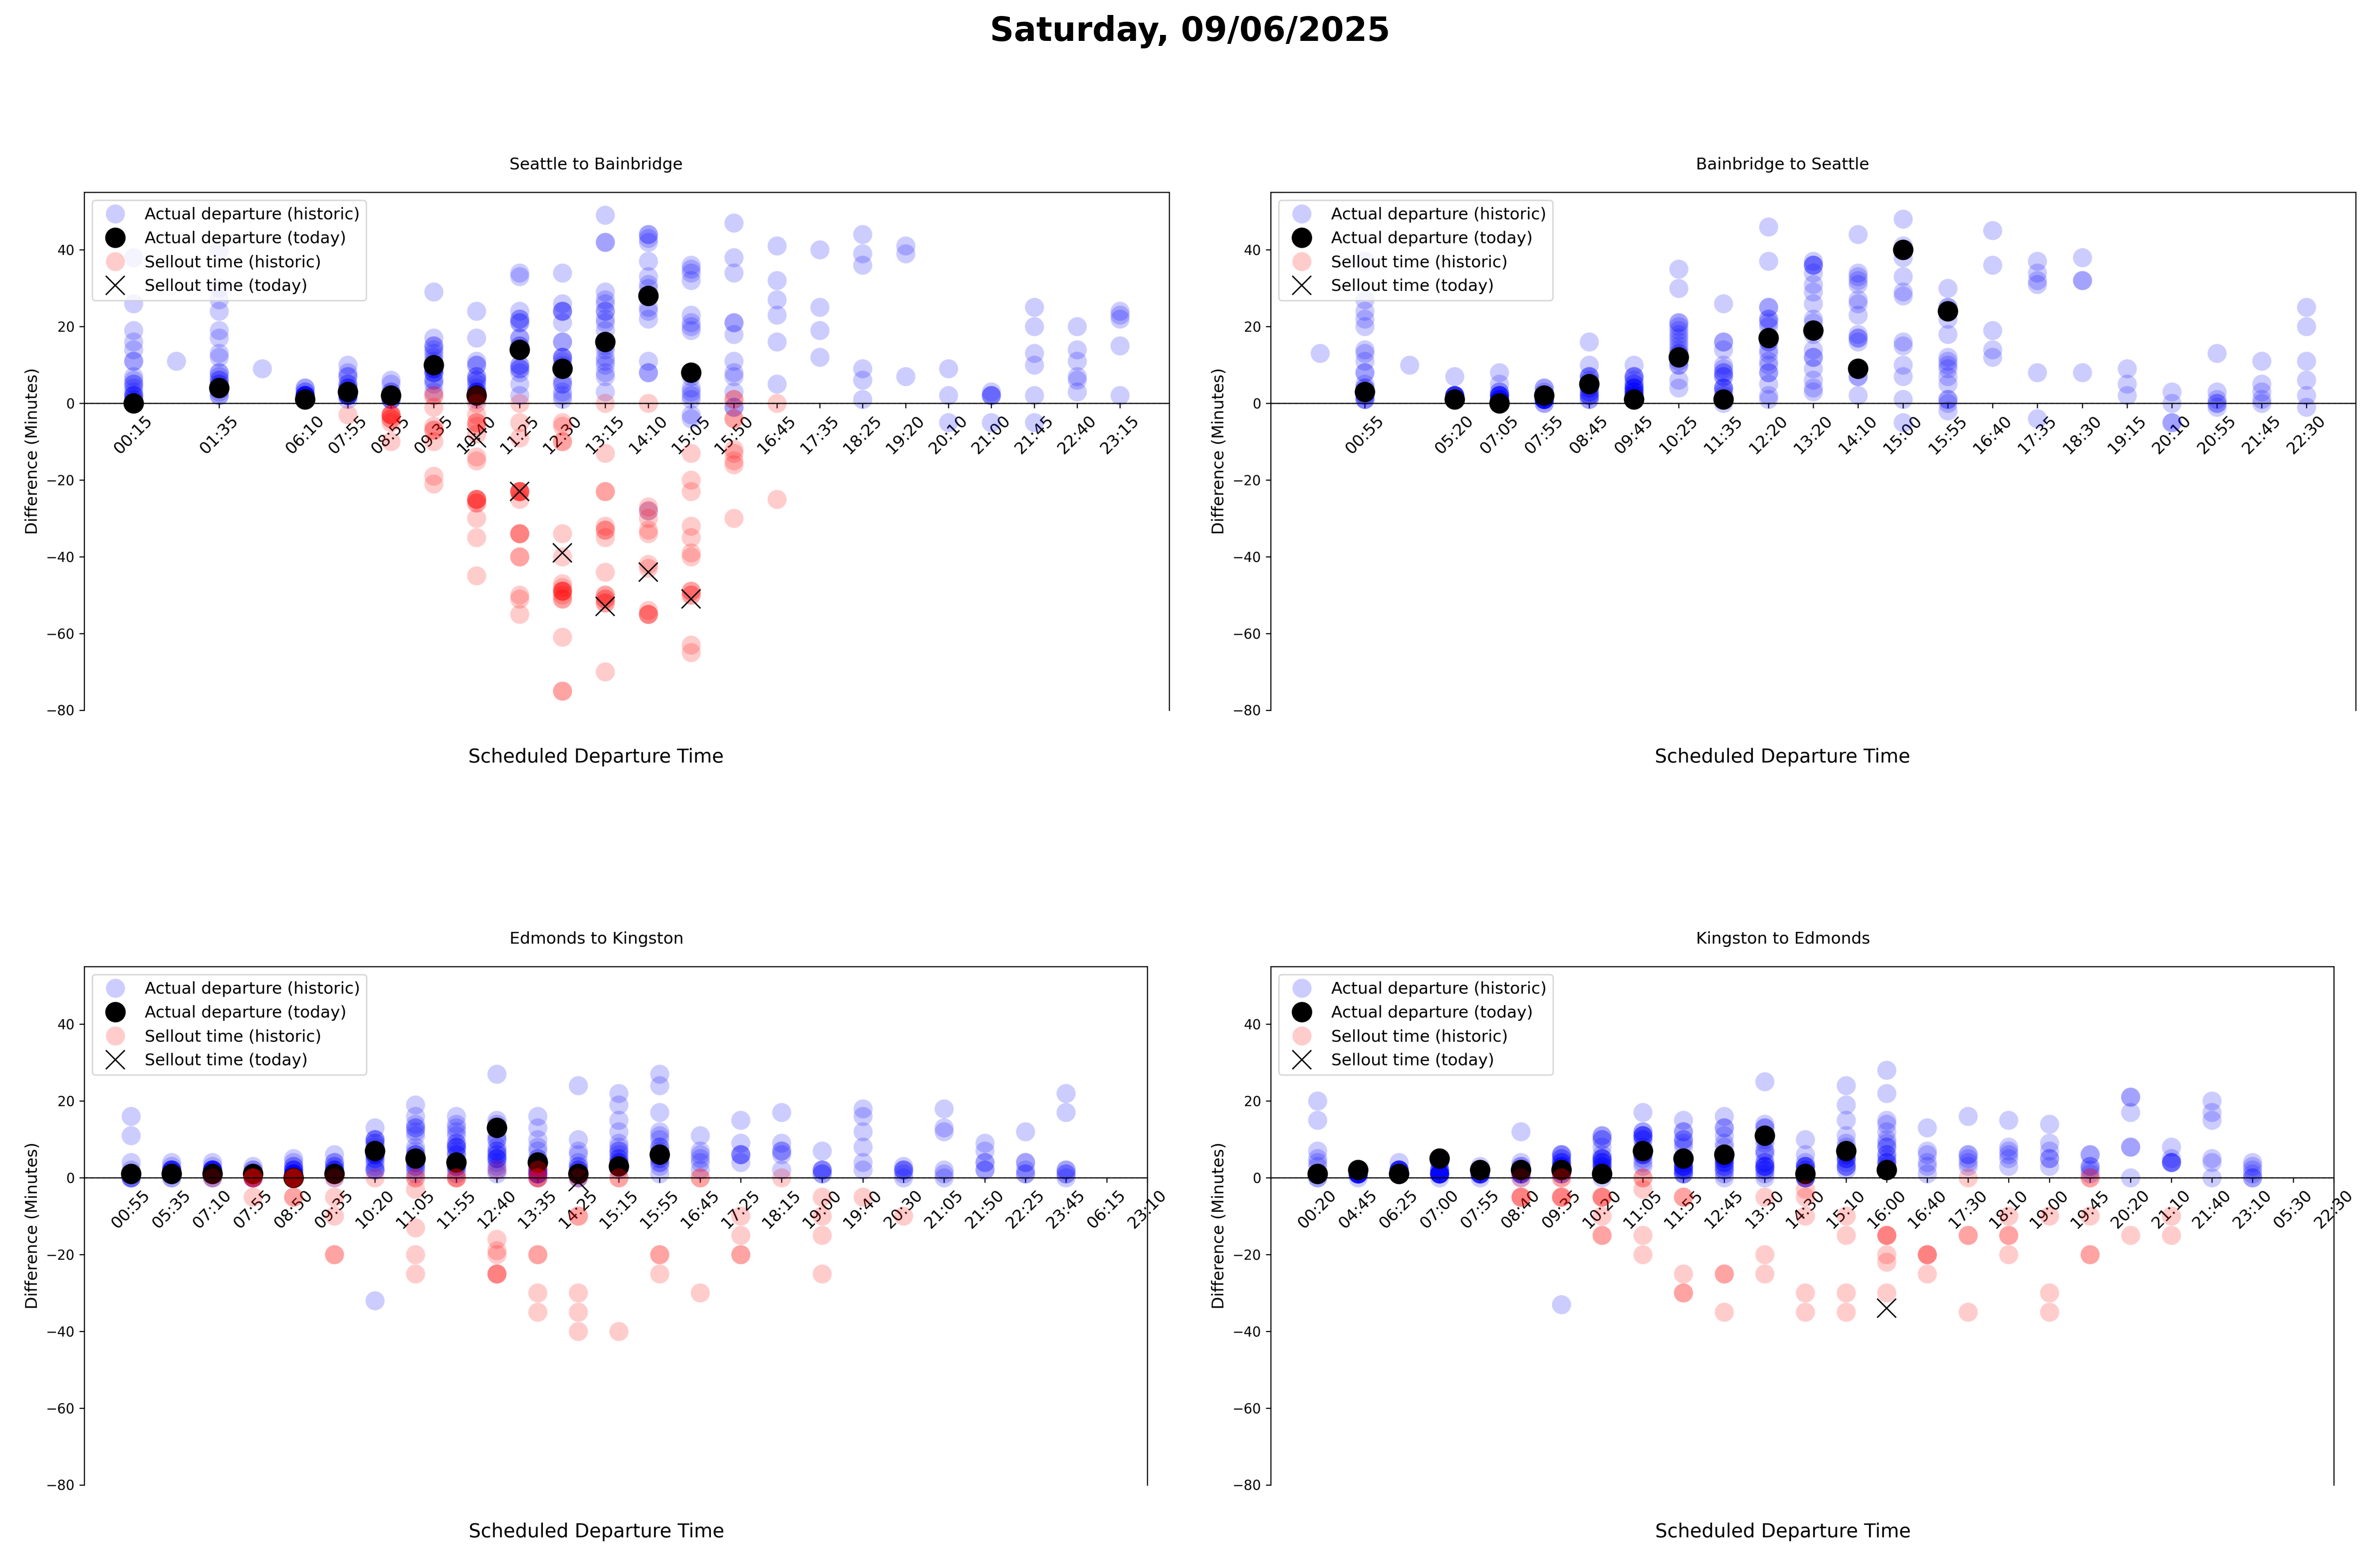 Saturday, 09/06/2025
Seattle to Bainbridge
Actual departure (historic)
Actual departure (today)
Sellout time (historic)
Sellout time (today)
Difference (Minutes)
40
20
0
−20
−40
−60
−80
00:15 01:35 06:10 07:55 08:55 09:35 10:40 11:25 12:30 13:15 14:10 15:05 15:50 16:45 17:35 18:25 19:20 20:10 21:00 21:45 22:40 23:15
Scheduled Departure Time
Bainbridge to Seattle
Actual departure (historic)
Actual departure (today)
Sellout time (historic)
Sellout time (today)
Difference (Minutes)
40
20
0
−20
−40
−60
−80
00:55 05:20 07:05 07:55 08:45 09:45 10:25 11:35 12:20 13:20 14:10 15:00 15:55 16:40 17:35 18:30 19:15 20:10 20:55 21:45 22:30
Scheduled Departure Time
Edmonds to Kingston
Actual departure (historic)
Actual departure (today)
Sellout time (historic)
Sellout time (today)
Difference (Minutes)
40
20
0
−20
−40
−60
−80
00:55 05:35 07:10 07:55 08:50 09:35 10:20 11:05 11:55 12:40 13:35 14:25 15:15 15:55 16:45 17:25 18:15 19:00 19:40 20:30 21:05 21:50 22:25 23:45 06:15 23:10
Scheduled Departure Time
Kingston to Edmonds
Actual departure (historic)
Actual departure (today)
Sellout time (historic)
Sellout time (today)
Difference (Minutes)
40
20
0
−20
−40
−60
−80
00:20 04:45 06:25 07:00 07:55 08:40 09:35 10:20 11:05 11:55 12:45 13:30 14:30 15:10 16:00 16:40 17:30 18:10 19:00 19:45 20:20 21:10 21:40 23:10 05:30 22:30
Scheduled Departure Time